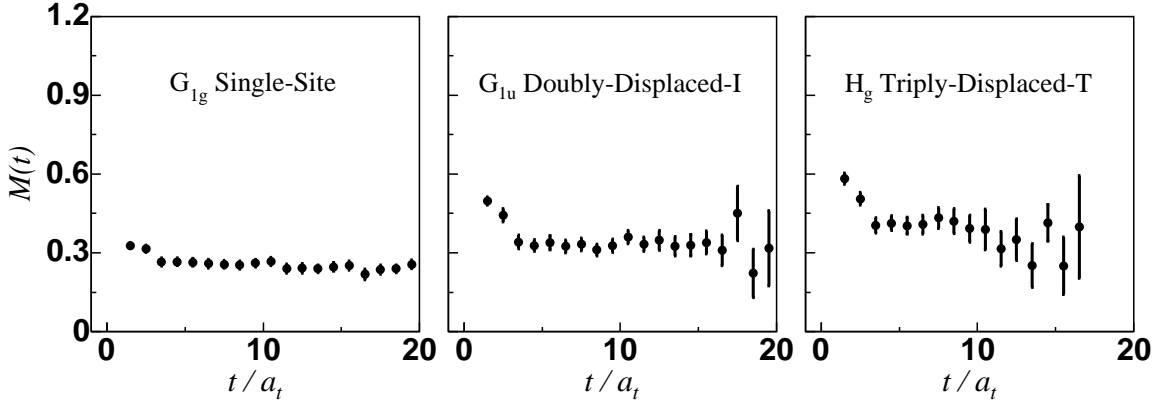 1.2
0.9
0.6
0.3
0
M(t)
G1g Single-Site
G1u Doubly-Displaced-I
Hg Triply-Displaced-T
0 10 20
0 10 20
0 10 20
t / at
t / at
t / at